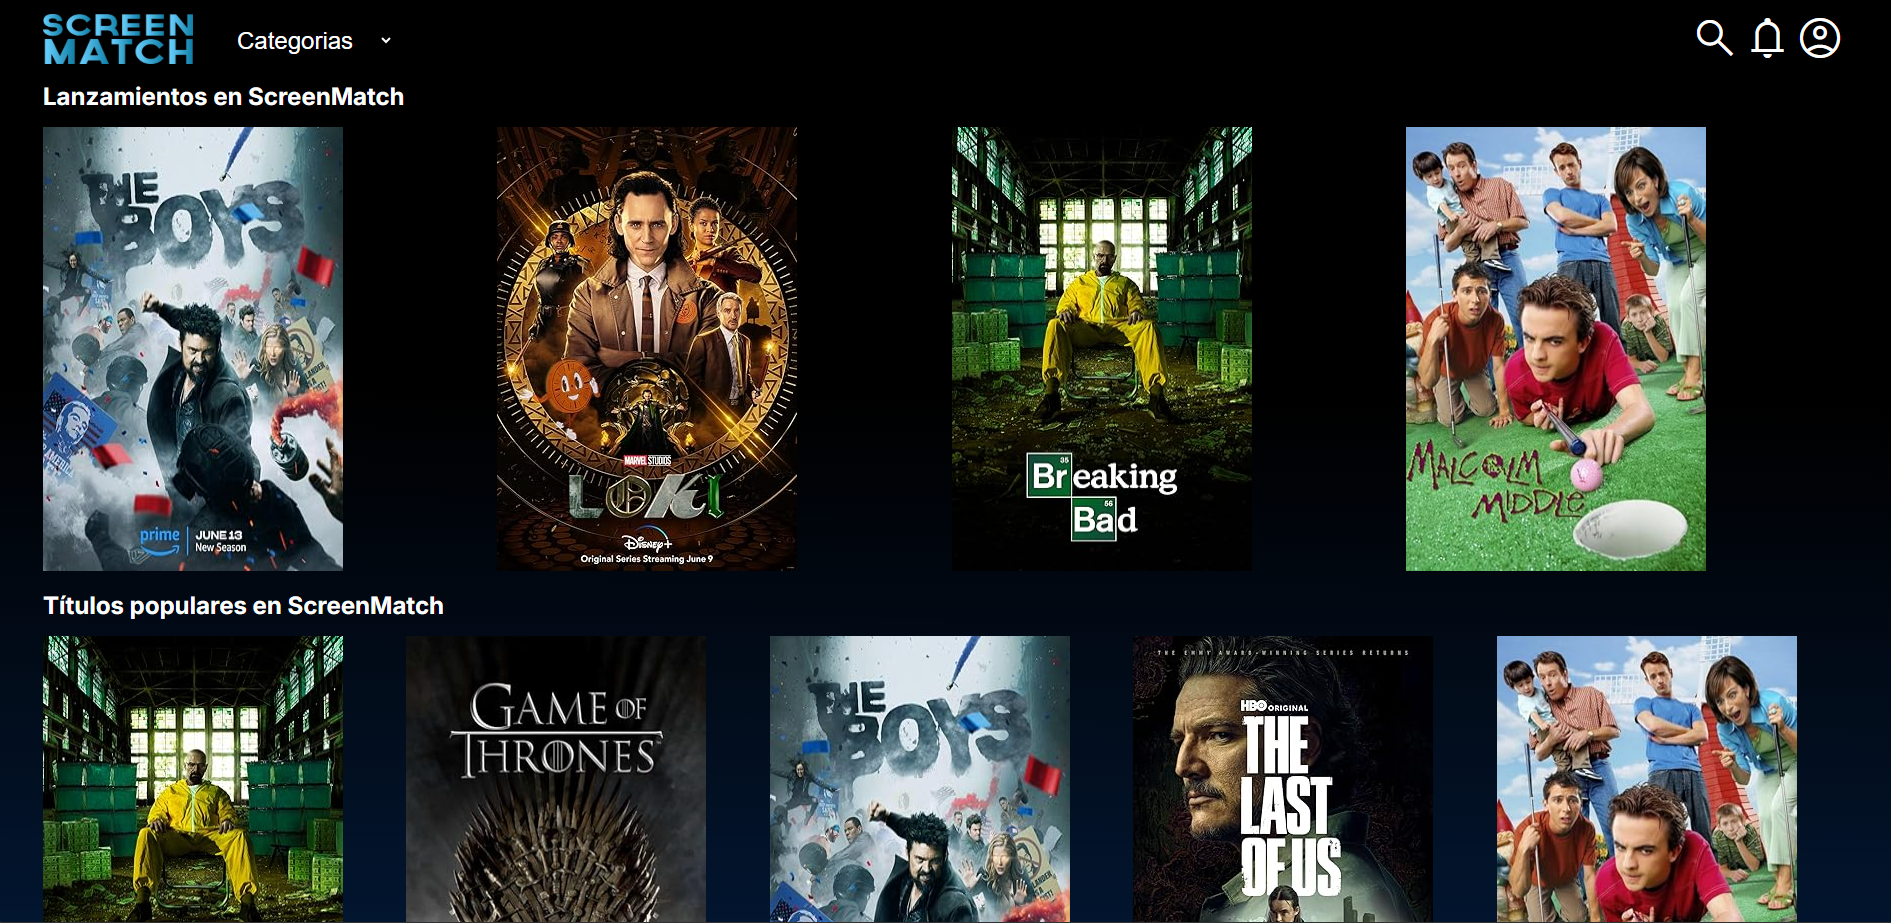 SCREEN
MATCH
Categorias
Lanzamientos en ScreenMatch
THE
BOYS
prime
JUNE 13
New Season
MARVEL STUDIOS
LOKI
Disney+
Original Series Streaming June 9
35
Breaking
56
Bad
MALCOLM
MIDDLE
Títulos populares en ScreenMatch
GAME OF
THRONES
THE
BOYS
THE EMMY AWARD-WINNING SERIES RETURNS
HBO ORIGINAL
THE
LAST
OF US